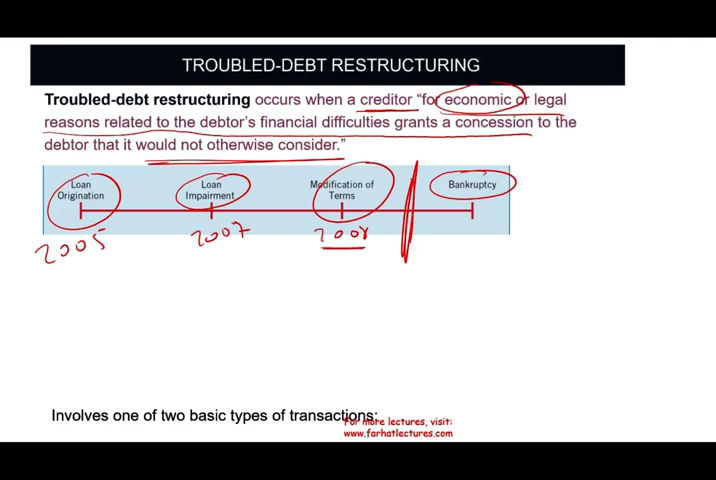 TROUBLED-DEBT RESTRUCTURING
Troubled-debt restructuring occurs when a creditor “for economic or legal
reasons related to the debtor’s financial difficulties grants a concession to the
debtor that it would not otherwise consider.”
Loan Origination
Loan Impairment
Modification of Terms
Bankruptcy
2005
2007
2008
Involves one of two basic types of transactions:
For more lectures, visit:
www.farhatlectures.com